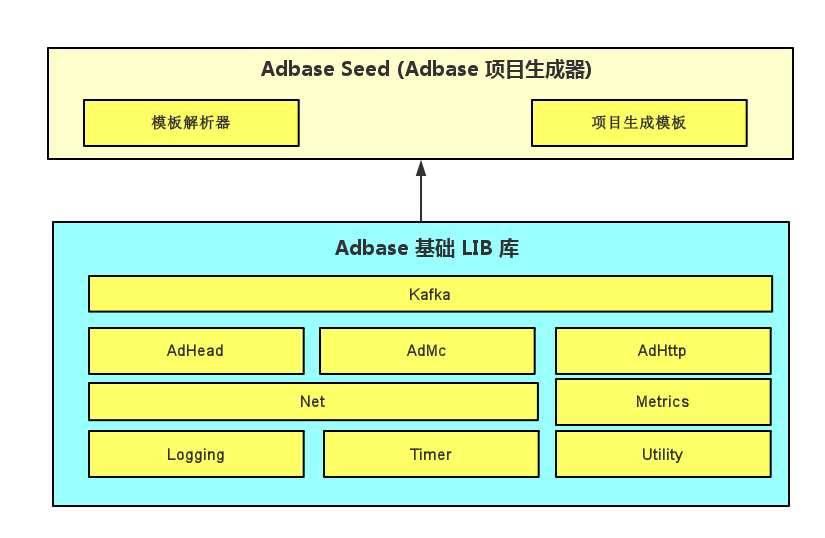 Adbase Seed (Adbase 项目生成器)
模板解析器
项目生成模板
Adbase 基础 LIB 库
Kafka
AdHead
AdMc
AdHttp
Net
Metrics
Logging
Timer
Utility